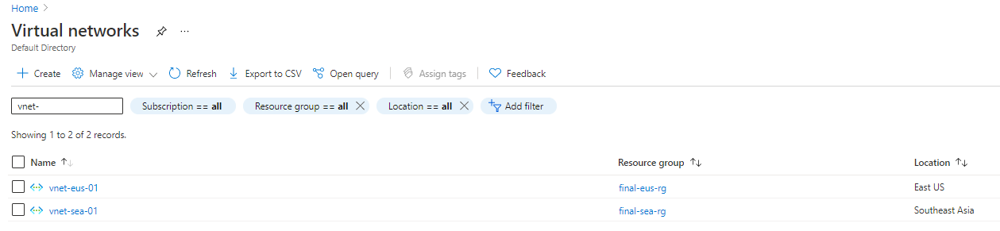 Home
Virtual networks
Default Directory
Create Manage view Refresh Export to CSV Open query Assign tags Feedback
vnet- Subscription == all Resource group == all Location == all Add filter
Showing 1 to 2 of 2 records.
Name Resource group Location
vnet-eus-01 final-eus-rg East US
vnet-sea-01 final-sea-rg Southeast Asia